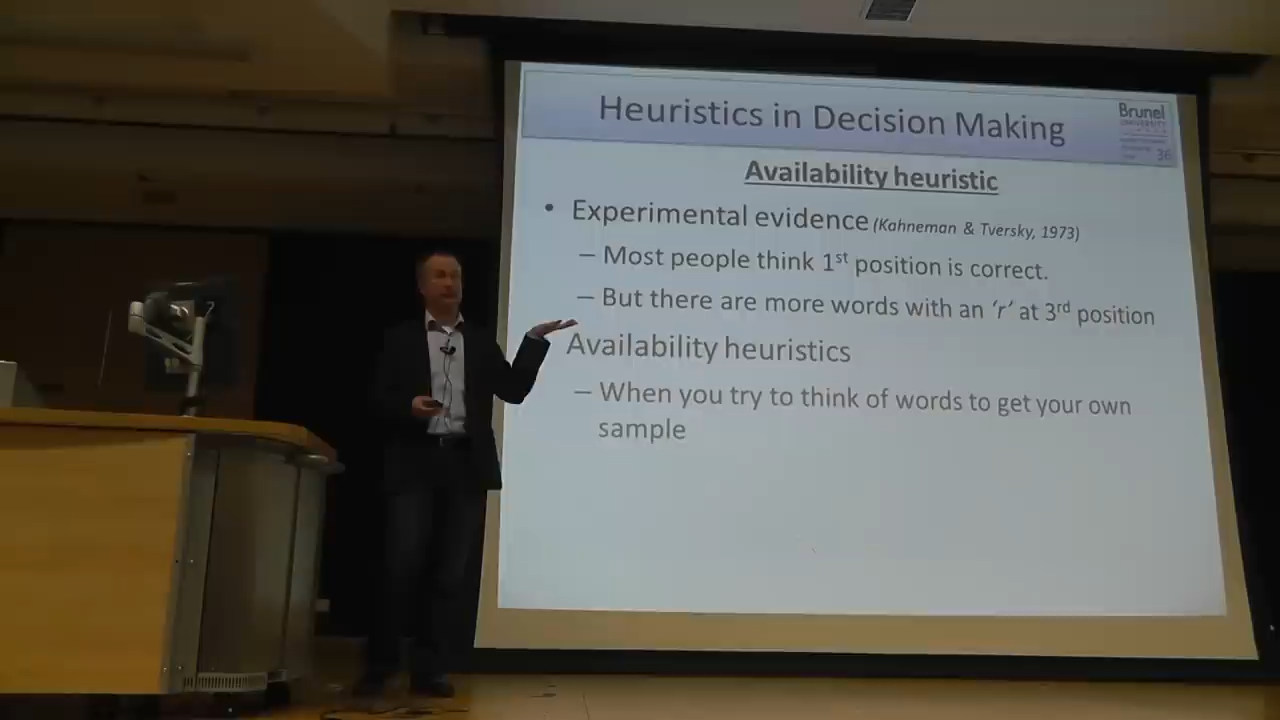 Heuristics in Decision Making
Brunel
UNIVERSITY
36
Availability heuristic
• Experimental evidence (Kahneman & Tversky, 1973)
– Most people think 1st position is correct.
– But there are more words with an ‘r’ at 3rd position
Availability heuristics
– When you try to think of words to get your own
sample